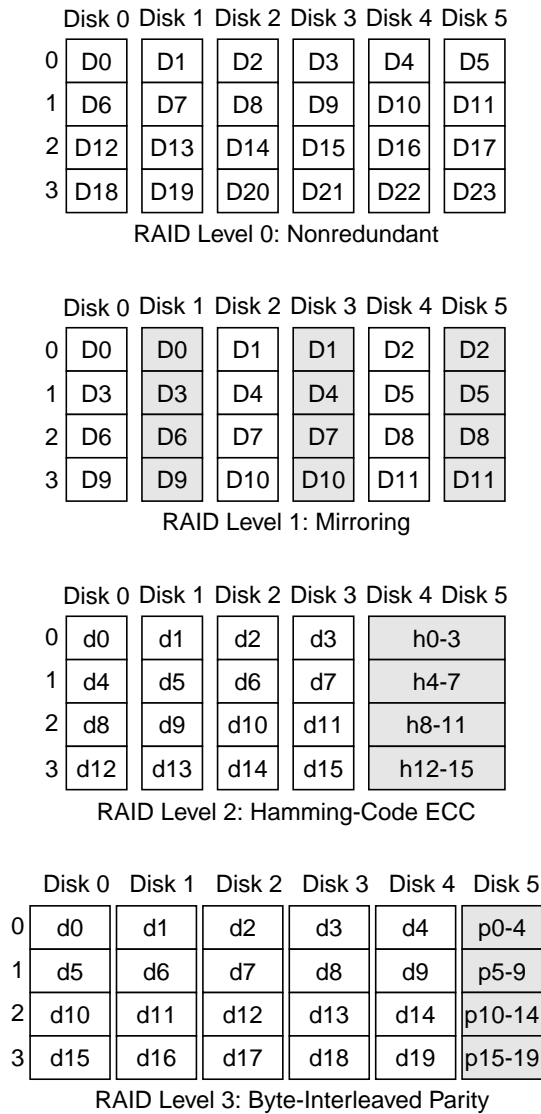 Disk 0 Disk 1 Disk 2 Disk 3 Disk 4 Disk 5
0 D0 D1 D2 D3 D4 D5
1 D6 D7 D8 D9 D10 D11
2 D12 D13 D14 D15 D16 D17
3 D18 D19 D20 D21 D22 D23
RAID Level 0: Nonredundant
Disk 0 Disk 1 Disk 2 Disk 3 Disk 4 Disk 5
0 D0 D0 D1 D1 D2 D2
1 D3 D3 D4 D4 D5 D5
2 D6 D6 D7 D7 D8 D8
3 D9 D9 D10 D10 D11 D11
RAID Level 1: Mirroring
Disk 0 Disk 1 Disk 2 Disk 3 Disk 4 Disk 5
0 d0 d1 d2 d3 h0-3
1 d4 d5 d6 d7 h4-7
2 d8 d9 d10 d11 h8-11
3 d12 d13 d14 d15 h12-15
RAID Level 2: Hamming-Code ECC
Disk 0 Disk 1 Disk 2 Disk 3 Disk 4 Disk 5
0 d0 d1 d2 d3 d4 p0-4
1 d5 d6 d7 d8 d9 p5-9
2 d10 d11 d12 d13 d14 p10-14
3 d15 d16 d17 d18 d19 p15-19
RAID Level 3: Byte-Interleaved Parity